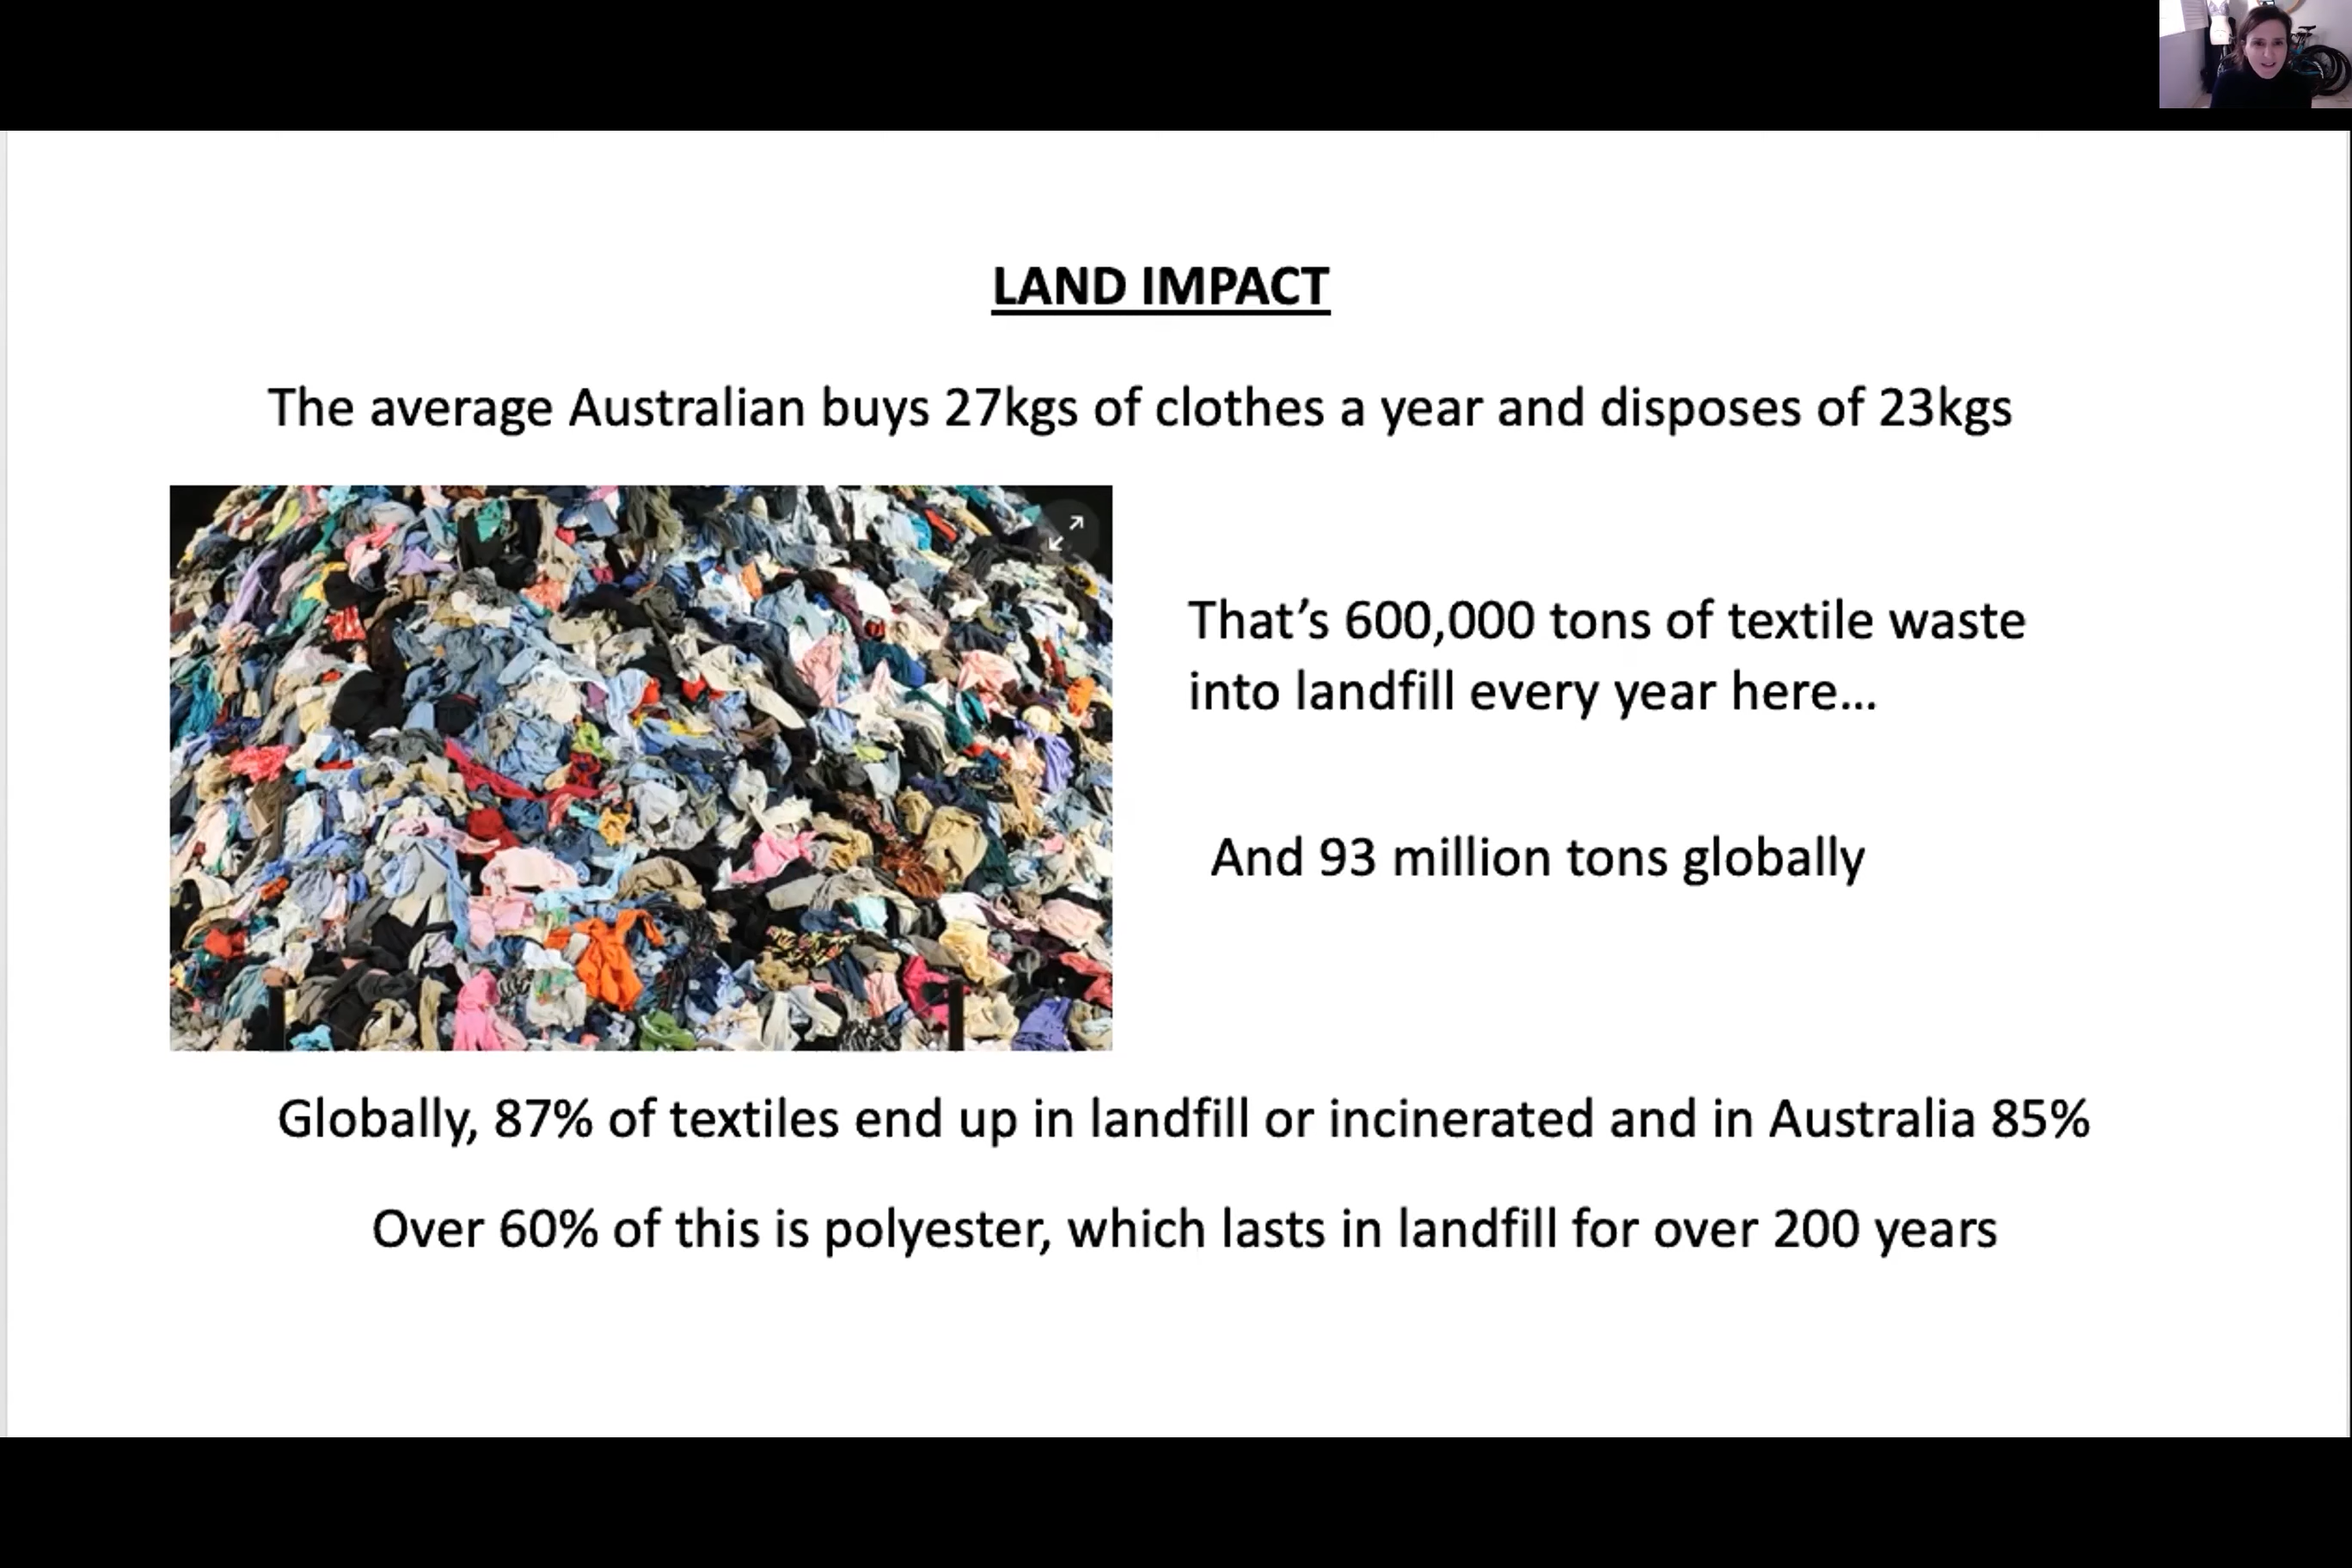 LAND IMPACT
The average Australian buys 27kgs of clothes a year and disposes of 23kgs
That’s 600,000 tons of textile waste
into landfill every year here...
And 93 million tons globally
Globally, 87% of textiles end up in landfill or incinerated and in Australia 85%
Over 60% of this is polyester, which lasts in landfill for over 200 years